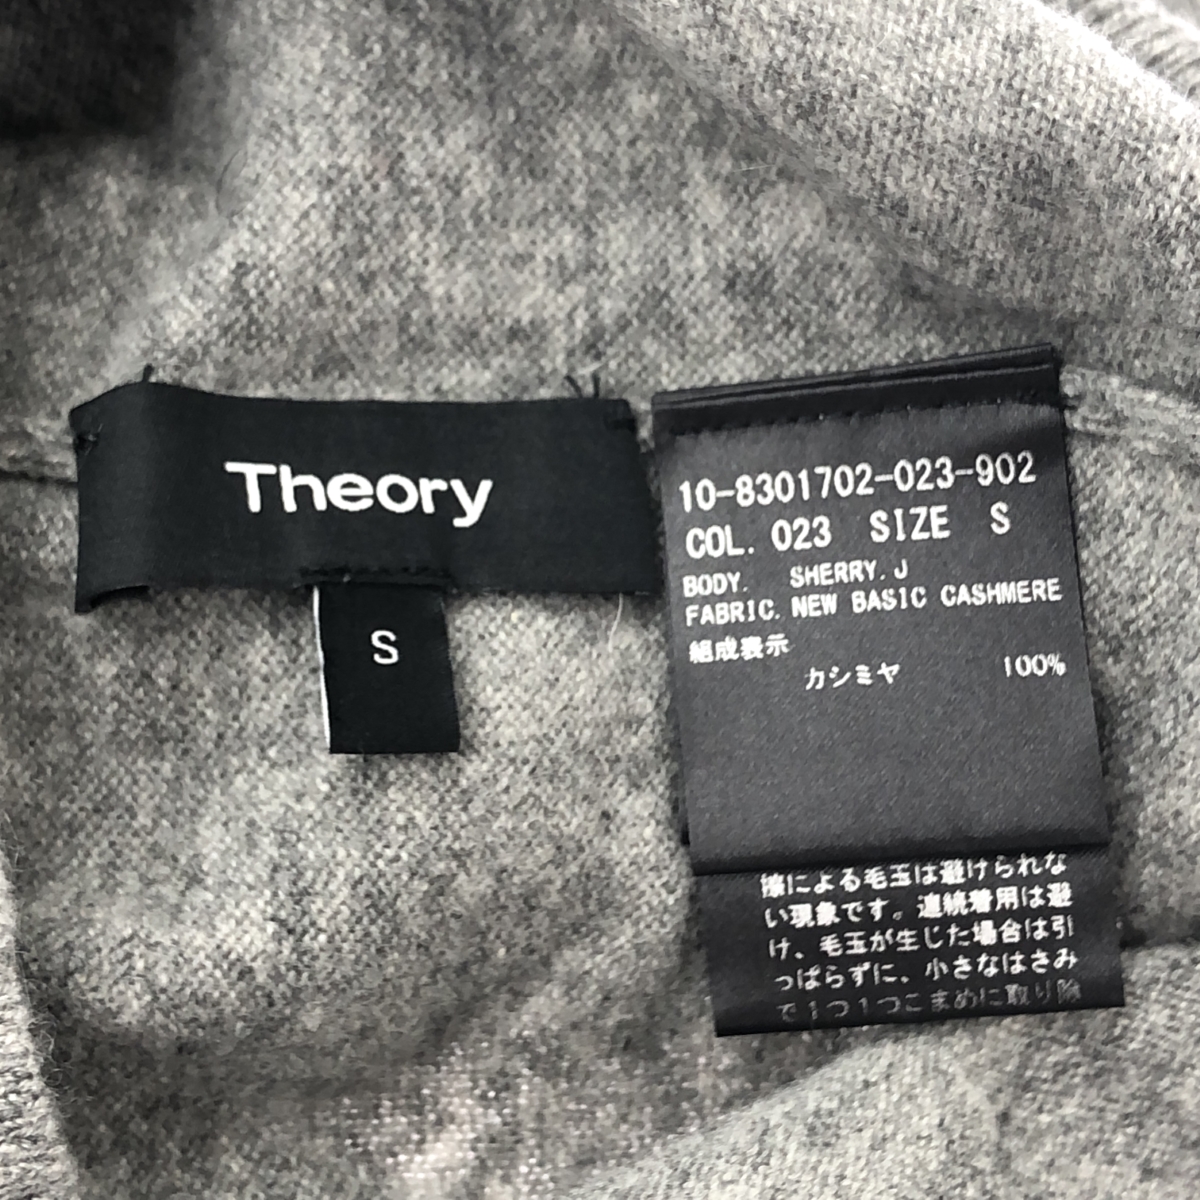 Theory
S
10-8301702-023-902
COL. 023 SIZE S
BODY. SHERRY. J
FABRIC. NEW BASIC CASHMERE
組成表示
カシミヤ 100%
擦による毛玉は避けられな
い現象です。連続着用は避
け、毛玉が生じた場合は引
っぱらずに、小さなはさみ
で1つ1つこまめに取り除